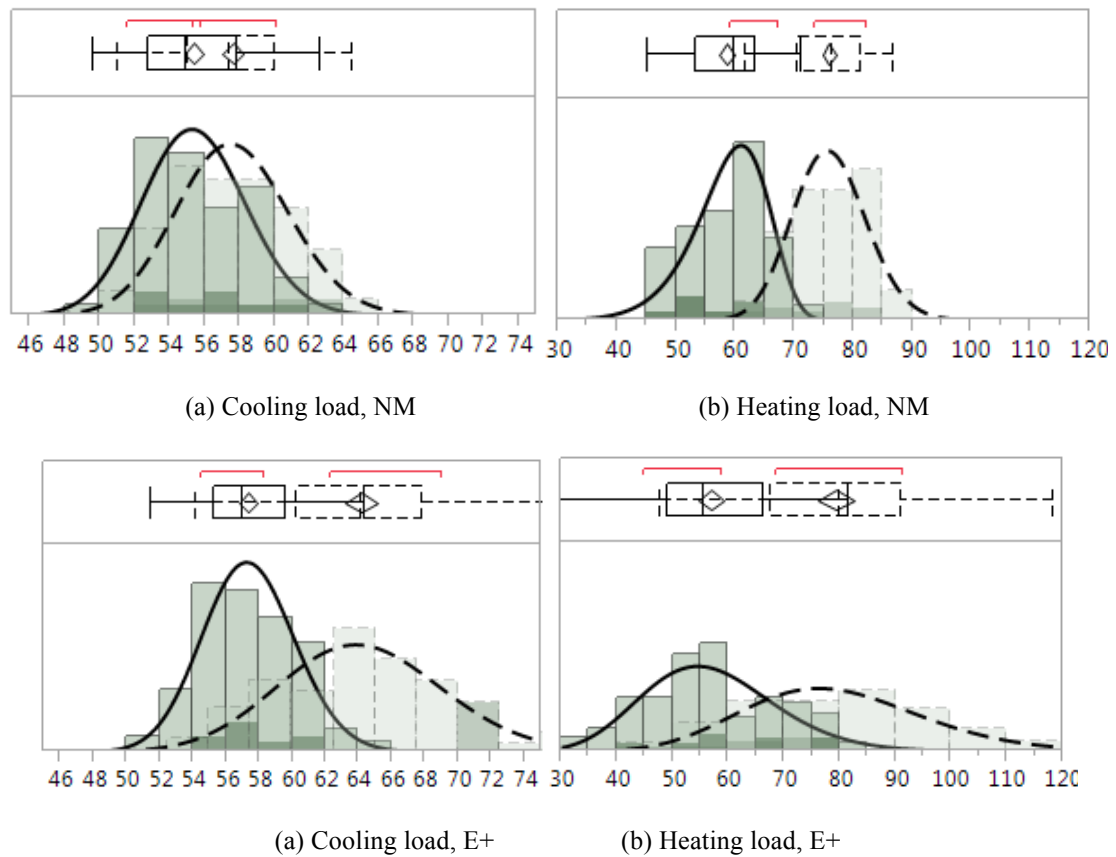 46 48 50 52 54 56 58 60 62 64 66 68 70 72 74
30 40 50 60 70 80 90 100 110 120
(a) Cooling load, NM
(b) Heating load, NM
46 48 50 52 54 56 58 60 62 64 66 68 70 72 74
30 40 50 60 70 80 90 100 110 120
(a) Cooling load, E+
(b) Heating load, E+